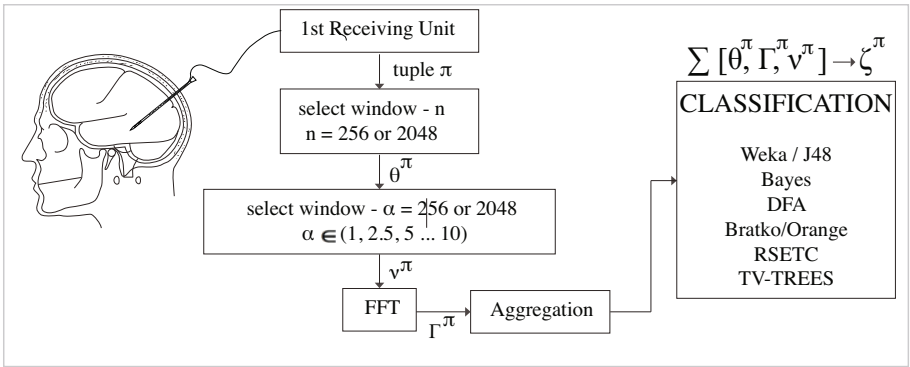 1st Receiving Unit
tuple π
select window - n
n = 256 or 2048
θ^π
select window - α = 256 or 2048
α ∈ (1, 2.5, 5 ... 10)
ν^π
FFT
Γ^π
Aggregation
∑ [θ^π, Γ^π, ν^π] → ζ^π
CLASSIFICATION
Weka / J48
Bayes
DFA
Bratko/Orange
RSETC
TV-TREES